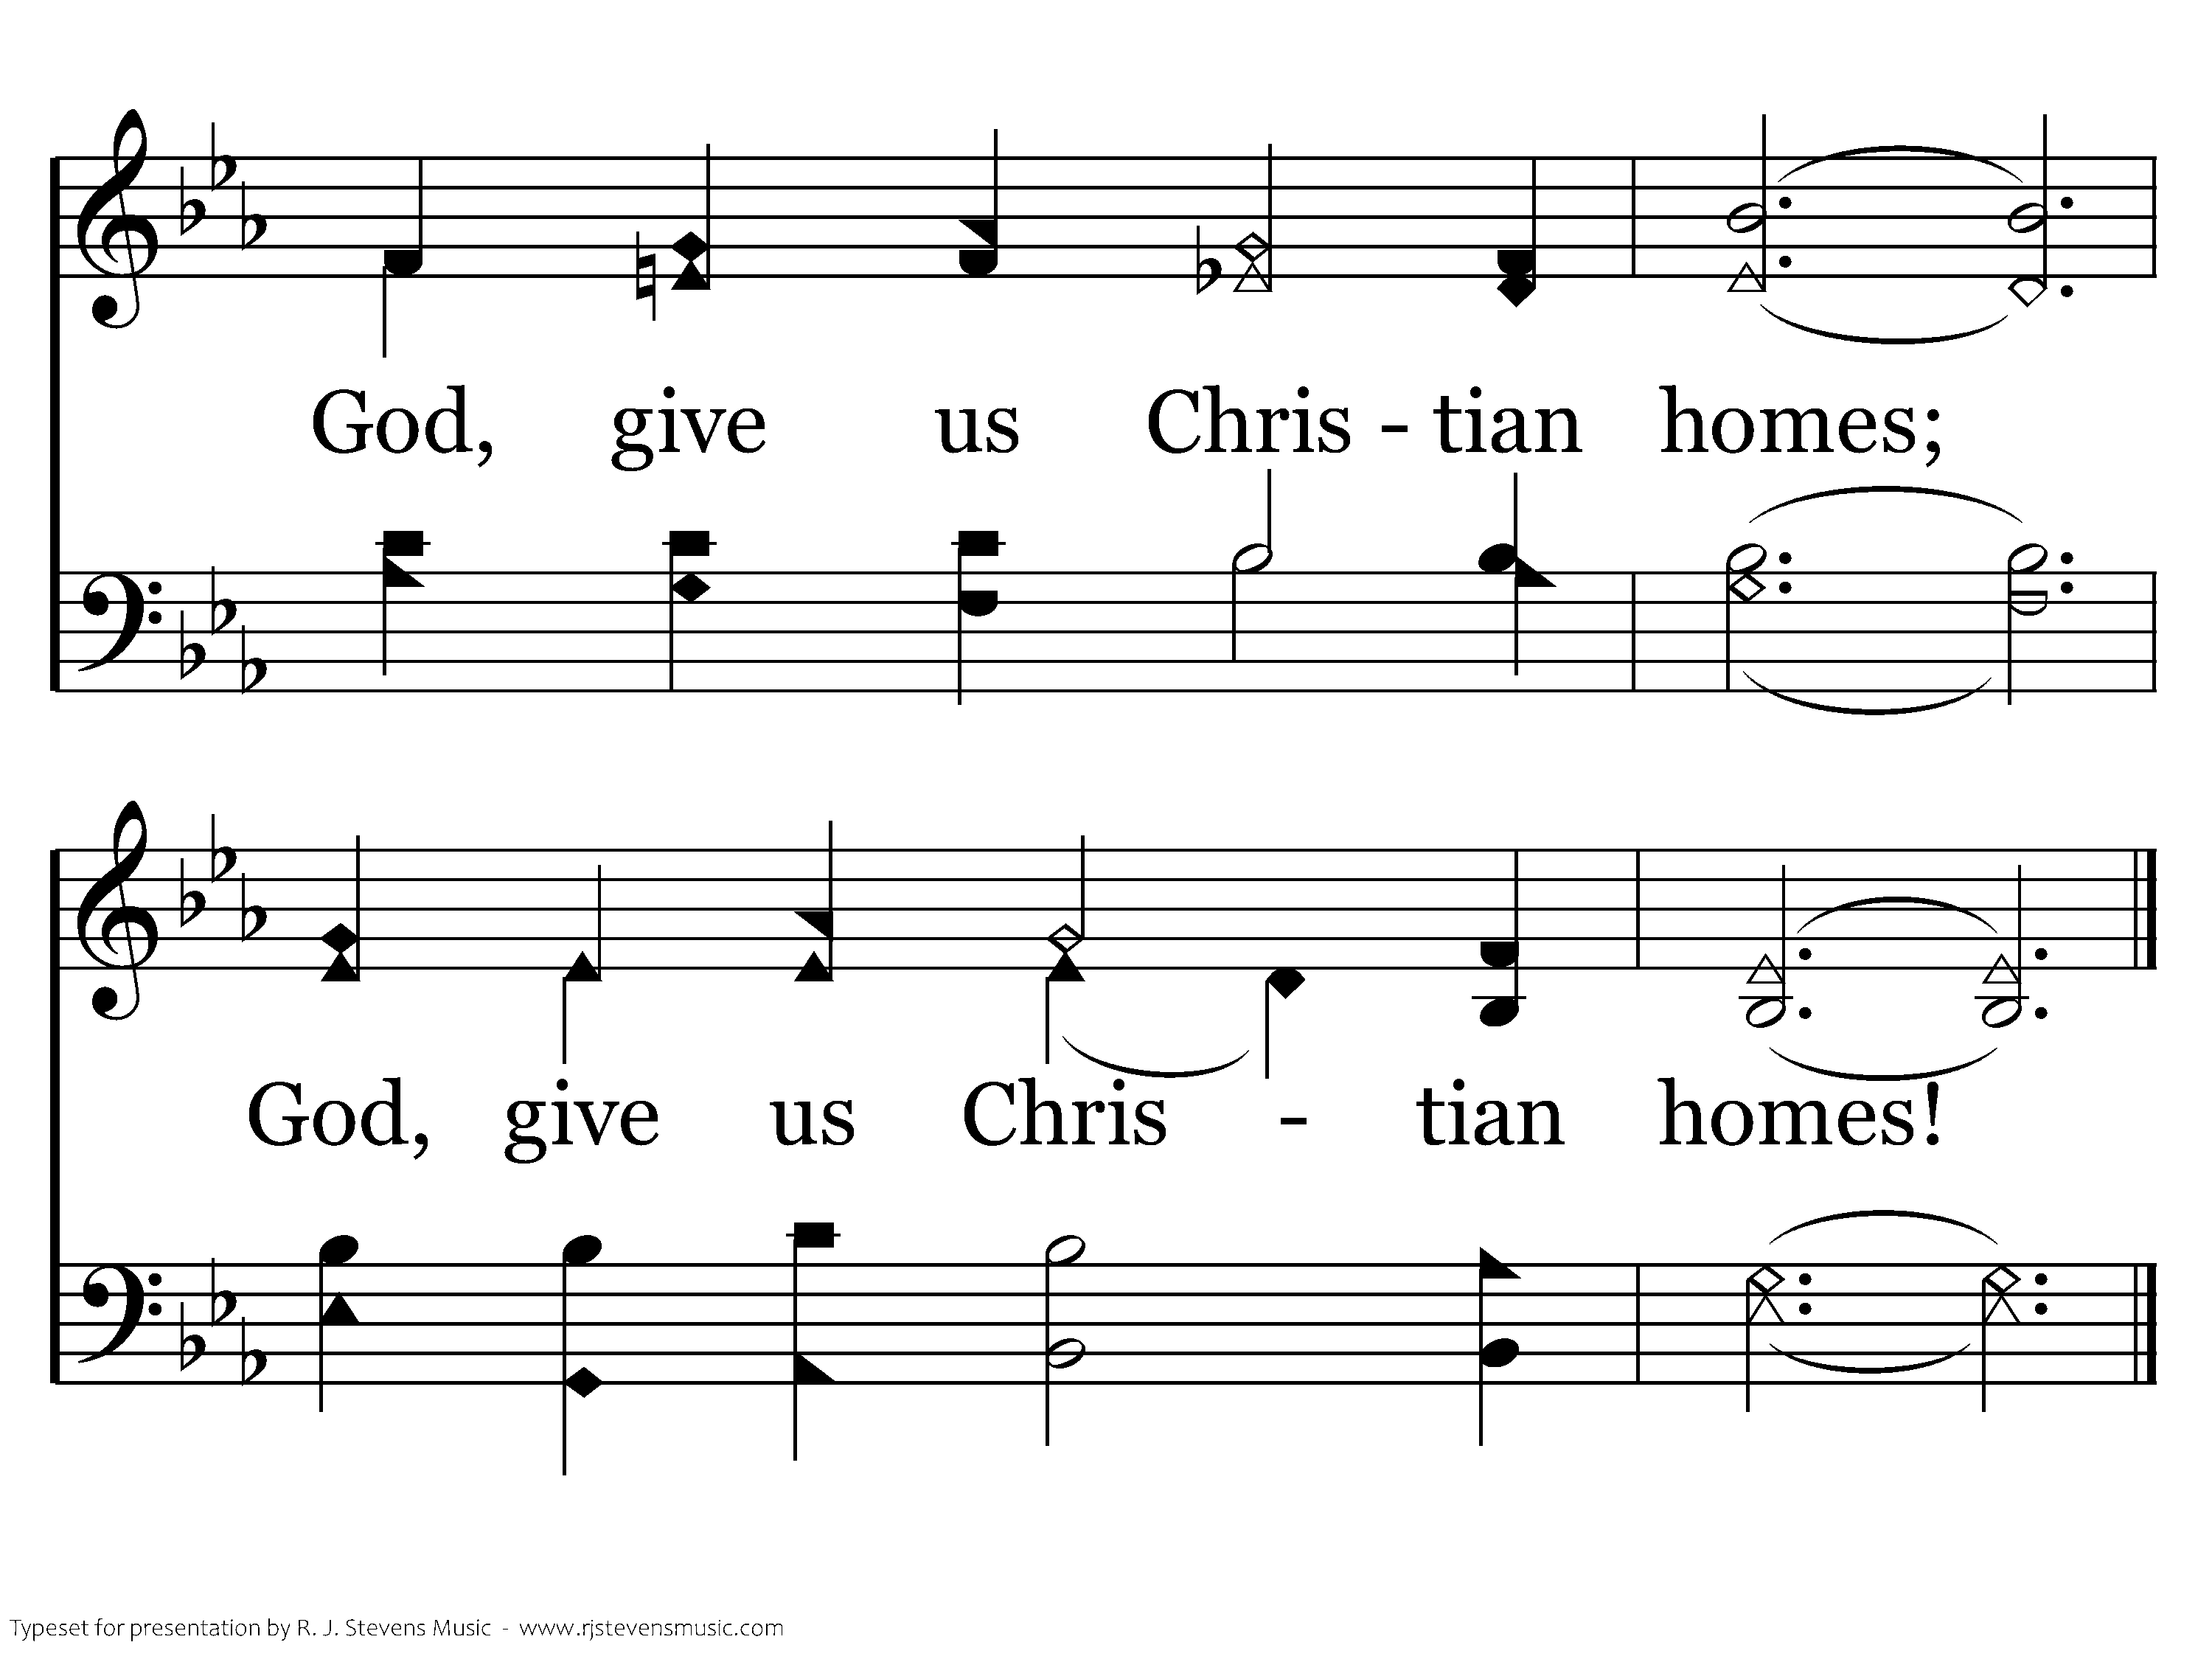 God, give us Chris - tian homes;
God, give us Chris - tian homes!
Typeset for presentation by R. J. Stevens Music - www.rjstevensmusic.com